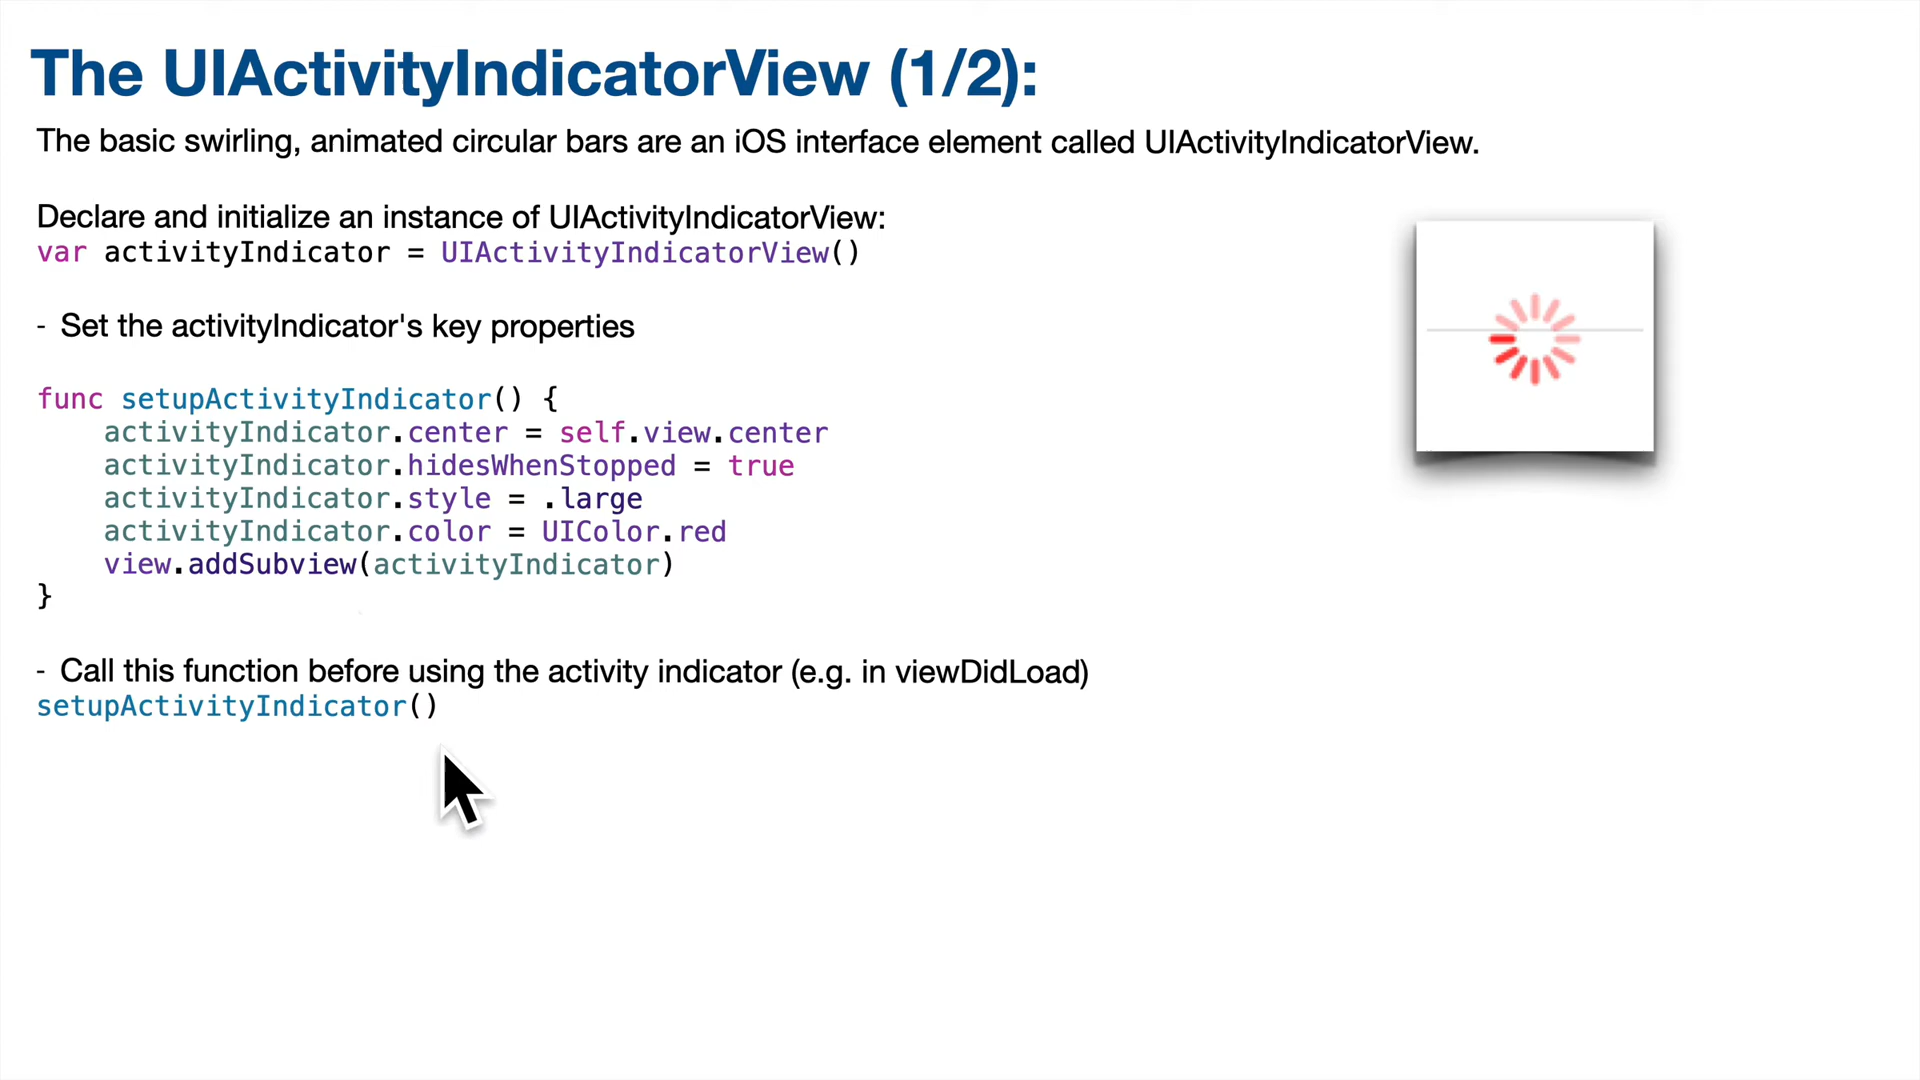 The UIActivityIndicatorView (1/2):
The basic swirling, animated circular bars are an iOS interface element called UIActivityIndicatorView.
Declare and initialize an instance of UIActivityIndicatorView:
var activityIndicator = UIActivityIndicatorView()
- Set the activityIndicator's key properties
func setupActivityIndicator() {
    activityIndicator.center = self.view.center
    activityIndicator.hidesWhenStopped = true
    activityIndicator.style = .large
    activityIndicator.color = UIColor.red
    view.addSubview(activityIndicator)
}
- Call this function before using the activity indicator (e.g. in viewDidLoad)
setupActivityIndicator()